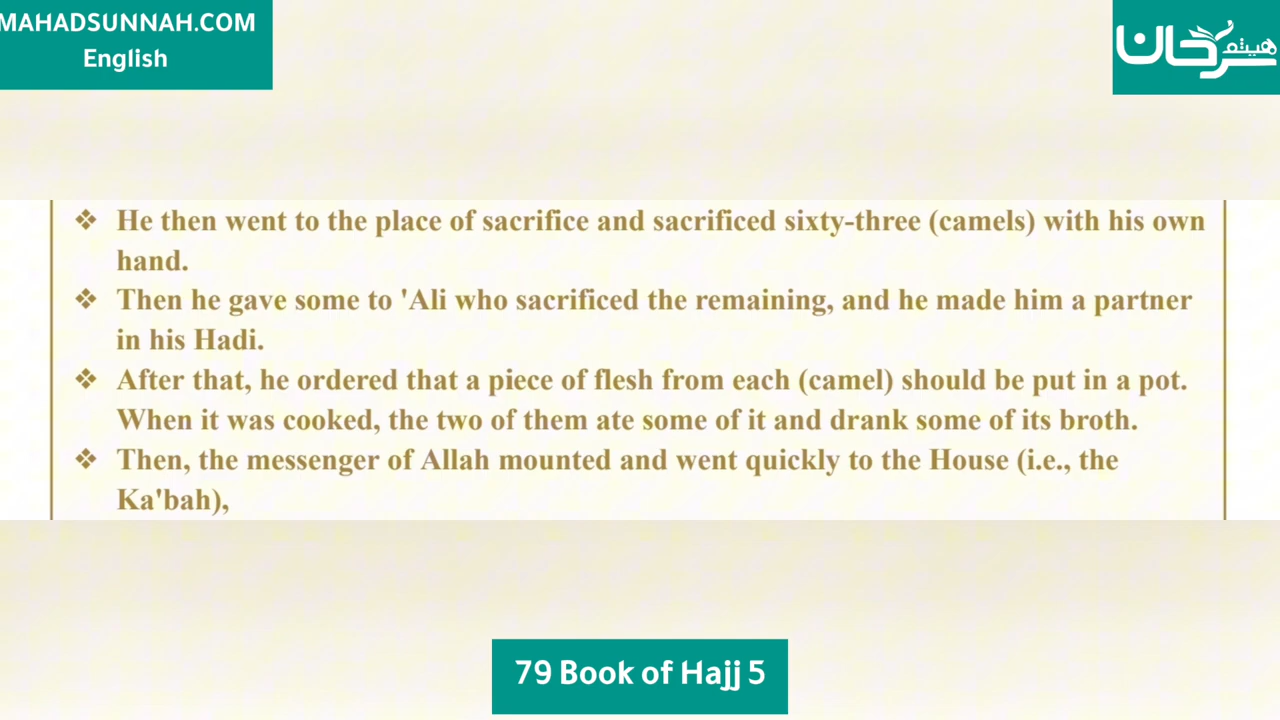 MAHADSUNNAH.COM
English
هيثم
سرحان
❖ He then went to the place of sacrifice and sacrificed sixty-three (camels) with his own
hand.
❖ Then he gave some to 'Ali who sacrificed the remaining, and he made him a partner
in his Hadi.
❖ After that, he ordered that a piece of flesh from each (camel) should be put in a pot.
When it was cooked, the two of them ate some of it and drank some of its broth.
❖ Then, the messenger of Allah mounted and went quickly to the House (i.e., the
Ka'bah),
79 Book of Hajj 5